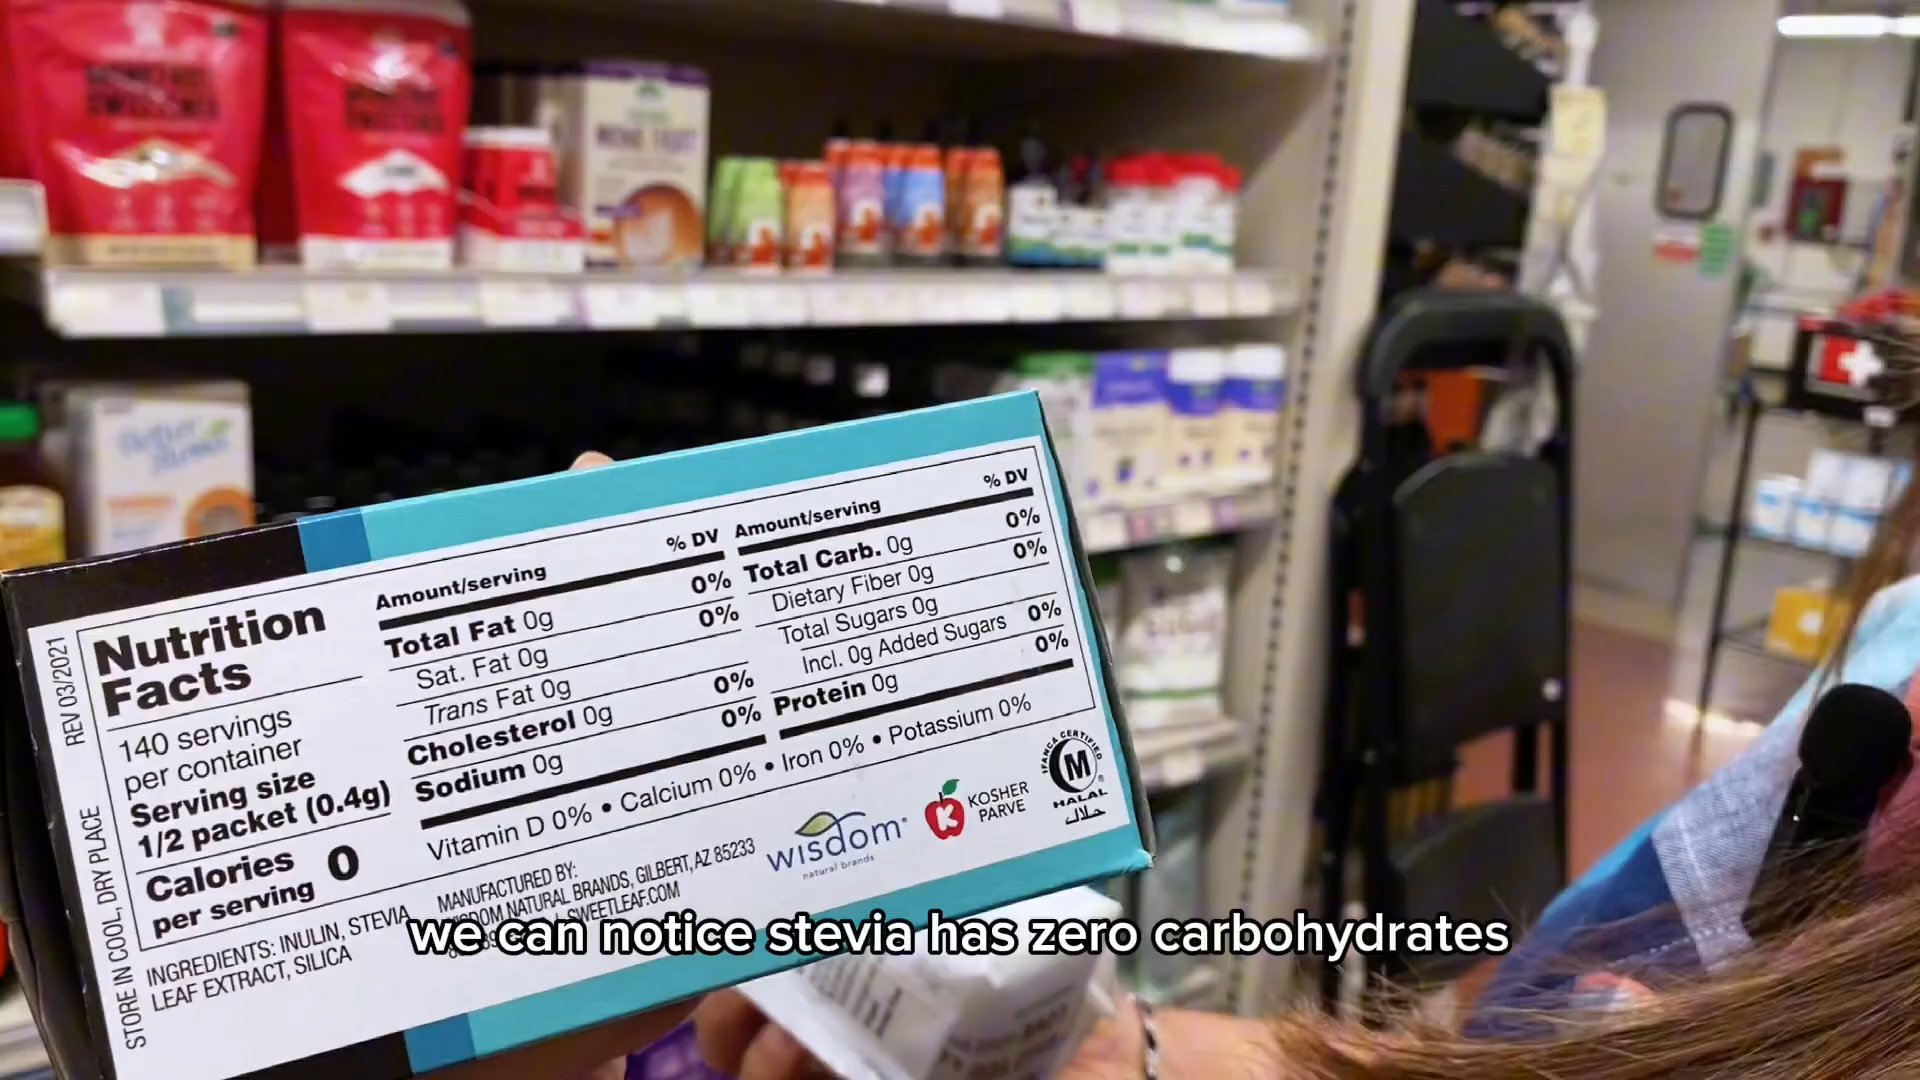 Nutrition
Facts
140 servings
per container
Serving size
1/2 packet (0.4g)
Calories
per serving 0
Amount/serving % DV
Total Fat 0g 0%
Sat. Fat 0g 0%
Trans Fat 0g
Cholesterol 0g 0%
Sodium 0g 0%
Amount/serving % DV
Total Carb. 0g 0%
Dietary Fiber 0g 0%
Total Sugars 0g
Incl. 0g Added Sugars 0%
Protein 0g 0%
Vitamin D 0% • Calcium 0% • Iron 0% • Potassium 0%
REV 03/2021
STORE IN COOL, DRY PLACE
INGREDIENTS: INULIN, STEVIA
LEAF EXTRACT, SILICA
MANUFACTURED BY:
WISDOM NATURAL BRANDS, GILBERT, AZ 85233
SWEETLEAF.COM
wisdom
natural brands
K
KOSHER
PARVE
IFANCA CERTIFIED
M
®
HALAL
حلال
we can notice stevia has zero carbohydrates